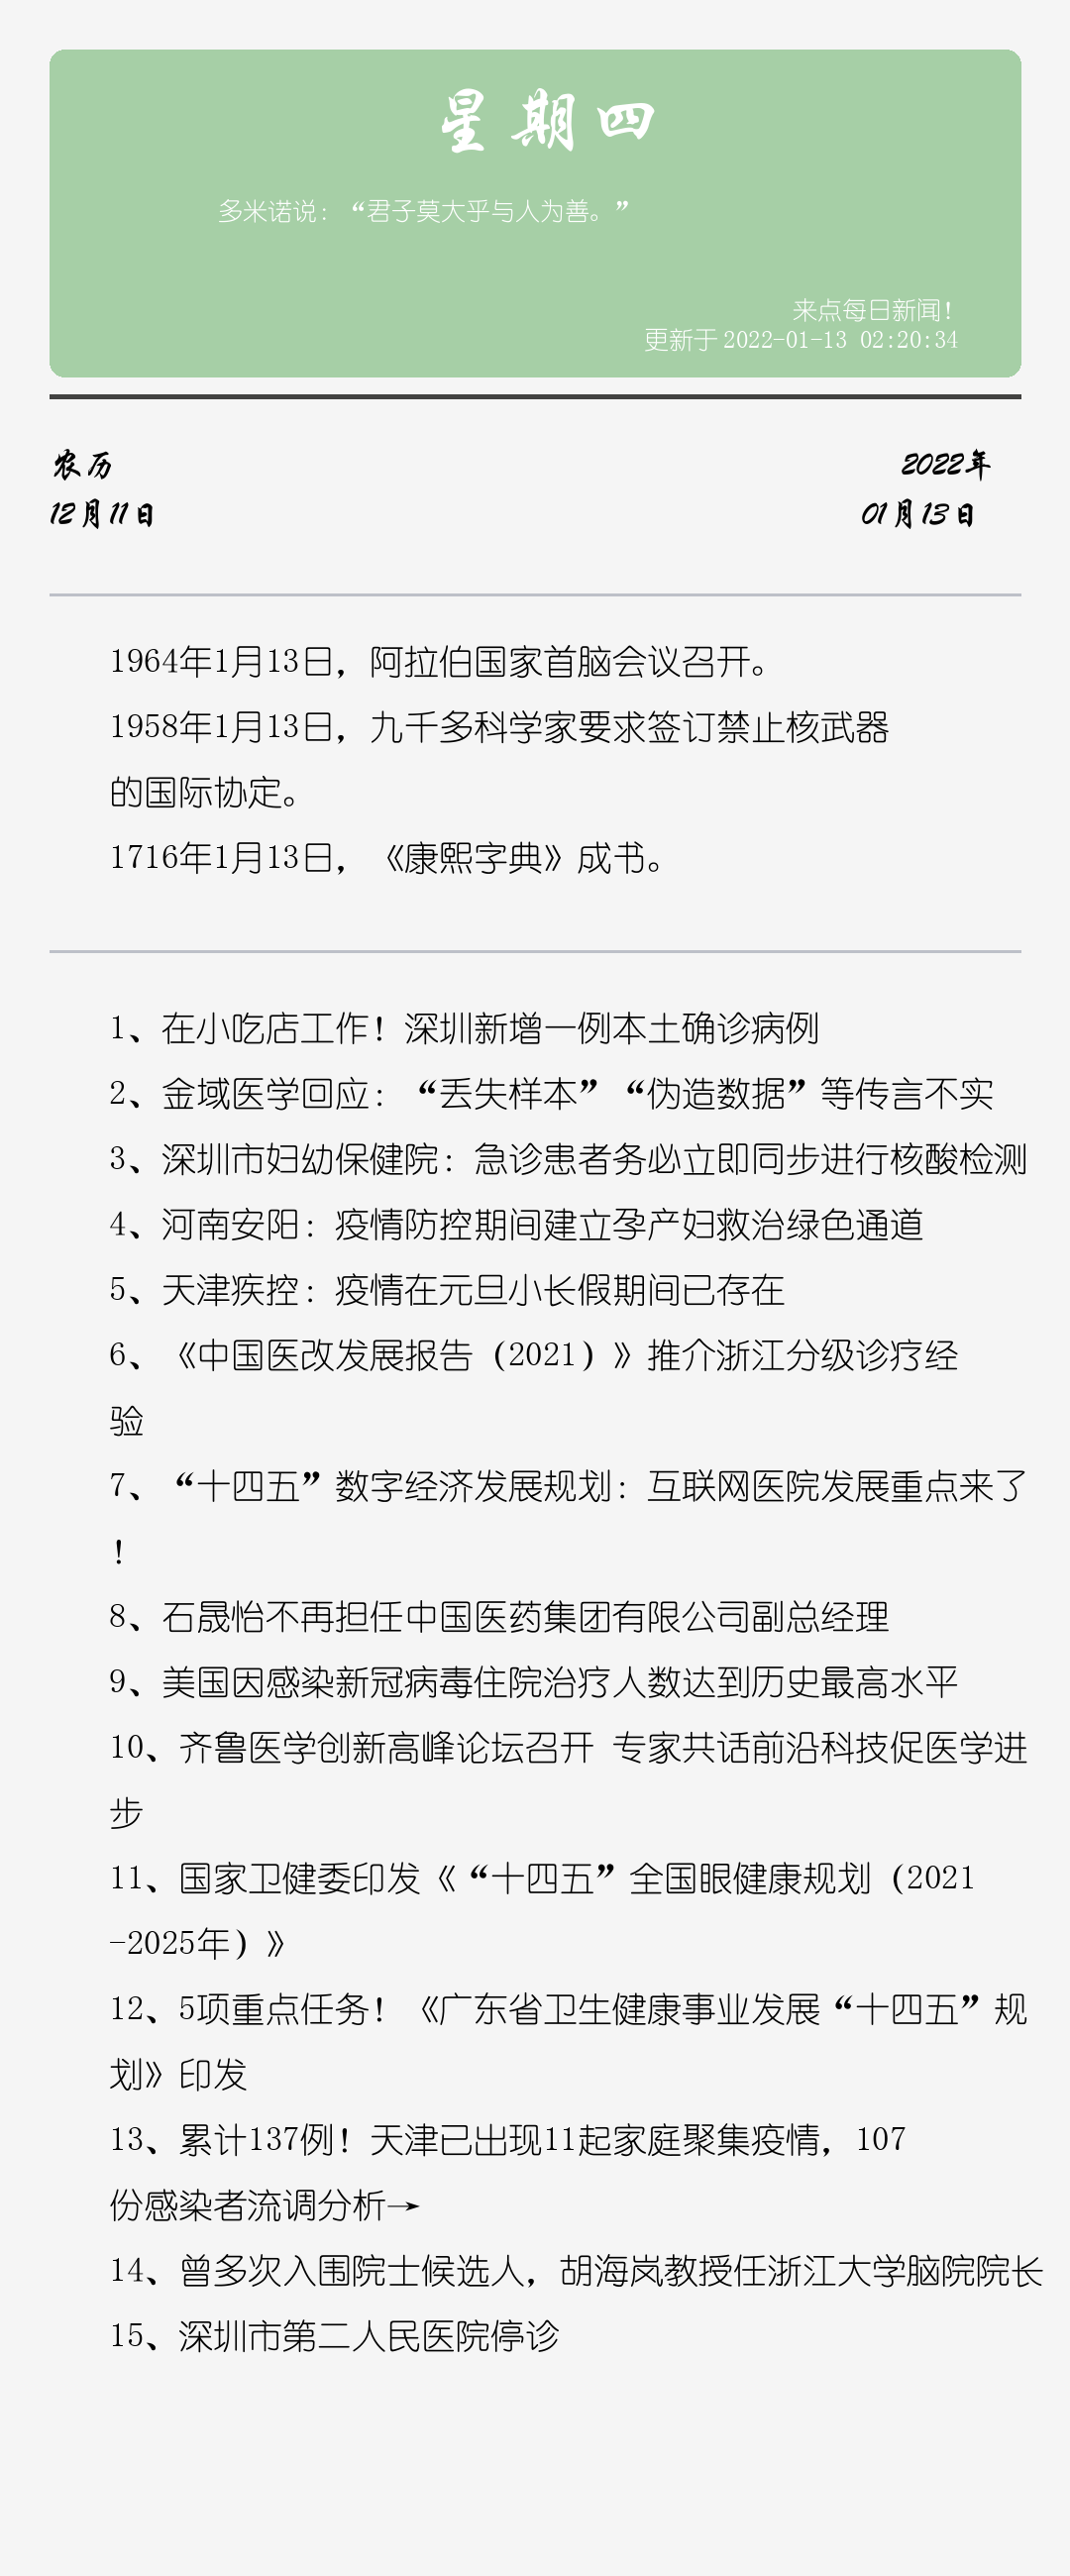 星期四
多米诺说：“君子莫大乎与人为善。”
来点每日新闻！
更新于 2022-01-13 02:20:34
农历
12月11日
2022年
01月13日
1964年1月13日，阿拉伯国家首脑会议召开。
1958年1月13日，九千多科学家要求签订禁止核武器
的国际协定。
1716年1月13日，《康熙字典》成书。
1、在小吃店工作！深圳新增一例本土确诊病例
2、金域医学回应：“丢失样本”“伪造数据”等传言不实
3、深圳市妇幼保健院：急诊患者务必立即同步进行核酸检测
4、河南安阳：疫情防控期间建立孕产妇救治绿色通道
5、天津疾控：疫情在元旦小长假期间已存在
6、《中国医改发展报告（2021）》推介浙江分级诊疗经
验
7、“十四五”数字经济发展规划：互联网医院发展重点来了
！
8、石晟怡不再担任中国医药集团有限公司副总经理
9、美国因感染新冠病毒住院治疗人数达到历史最高水平
10、齐鲁医学创新高峰论坛召开 专家共话前沿科技促医学进
步
11、国家卫健委印发《“十四五”全国眼健康规划（2021
-2025年）》
12、5项重点任务！《广东省卫生健康事业发展“十四五”规
划》印发
13、累计137例！天津已出现11起家庭聚集疫情，107
份感染者流调分析→
14、曾多次入围院士候选人，胡海岚教授任浙江大学脑院院长
15、深圳市第二人民医院停诊